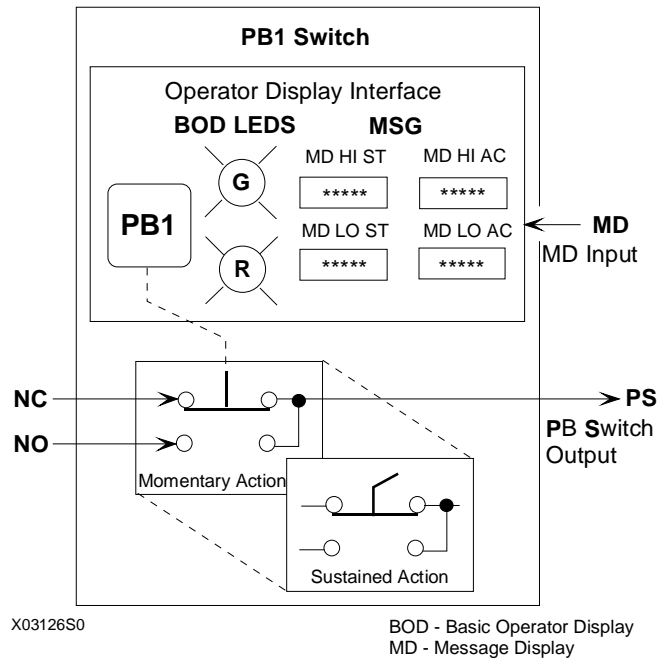 PB1 Switch
Operator Display Interface
BOD LEDS
MSG
MD HI ST
MD HI AC
G
*****
*****
PB1
MD LO ST
MD LO AC
R
*****
*****
MD
MD Input
NC
NO
PS
PB Switch
Output
Momentary Action
Sustained Action
X03126S0
BOD - Basic Operator Display
MD - Message Display